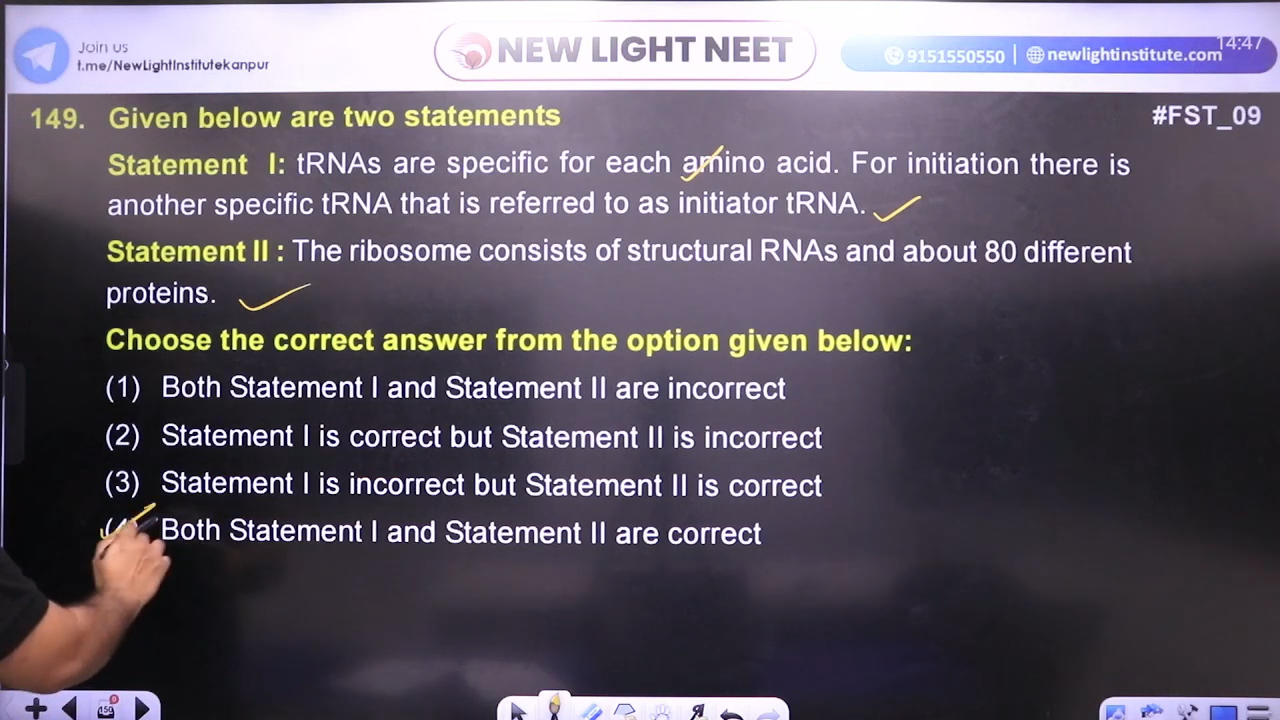 Join us
t.me/NewLightInstitutekanpur
NEW LIGHT NEET
9151550550 | newlightinstitute.com
14:47
149. Given below are two statements
#FST_09
Statement I: tRNAs are specific for each amino acid. For initiation there is
another specific tRNA that is referred to as initiator tRNA.
Statement II : The ribosome consists of structural RNAs and about 80 different
proteins.
Choose the correct answer from the option given below:
(1) Both Statement I and Statement II are incorrect
(2) Statement I is correct but Statement II is incorrect
(3) Statement I is incorrect but Statement II is correct
Both Statement I and Statement II are correct